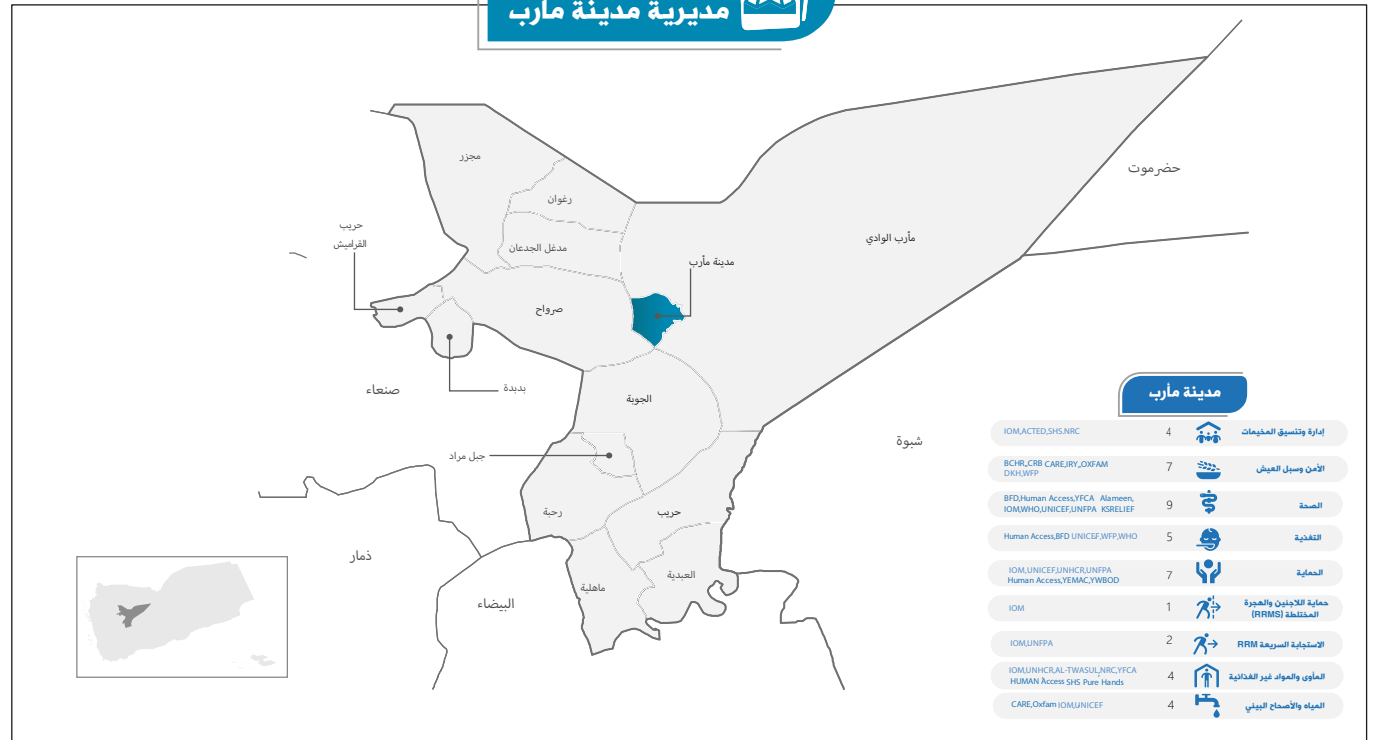 مديرية مدينة مأرب
مجزر
حضرموت
رغوان
حريب
القراميش
مدغل الجدعان
مأرب الوادي
مدينة مأرب
صرواح
صنعاء
بدبدة
الجوبة
شبوة
جبل مراد
رحبة
حريب
ذمار
العبدية
ماهلية
البيضاء
مدينة مأرب
إدارة وتنسيق المخيمات 4 IOM,ACTED,SHS.NRC
الأمن وسبل العيش 7 BCHR,,CRB CARE,IRY,,OXFAM
DKH,WFP
الصحة 9 BFD,Human Access,YFCA Alameen,
IOM,WHO,UNICEF,UNFPA KSRELIEF
التغذية 5 Human Access,BFD UNICEF,WFP,WHO
الحماية 7 IOM,UNICEF,UNHCR,UNFPA
Human Access,YEMAC,YWBOD
حماية اللاجئين والهجرة
المختلطة (RRMS) 1 IOM
الاستجابة السريعة RRM 2 IOM,UNFPA
المأوى والمواد غير الغذائية 4 IOM,UNHCR,AL-TWASUL,NRC,YFCA
HUMAN Access SHS Pure Hands
المياه والأصحاح البيئي 4 CARE,Oxfam IOM,UNICEF